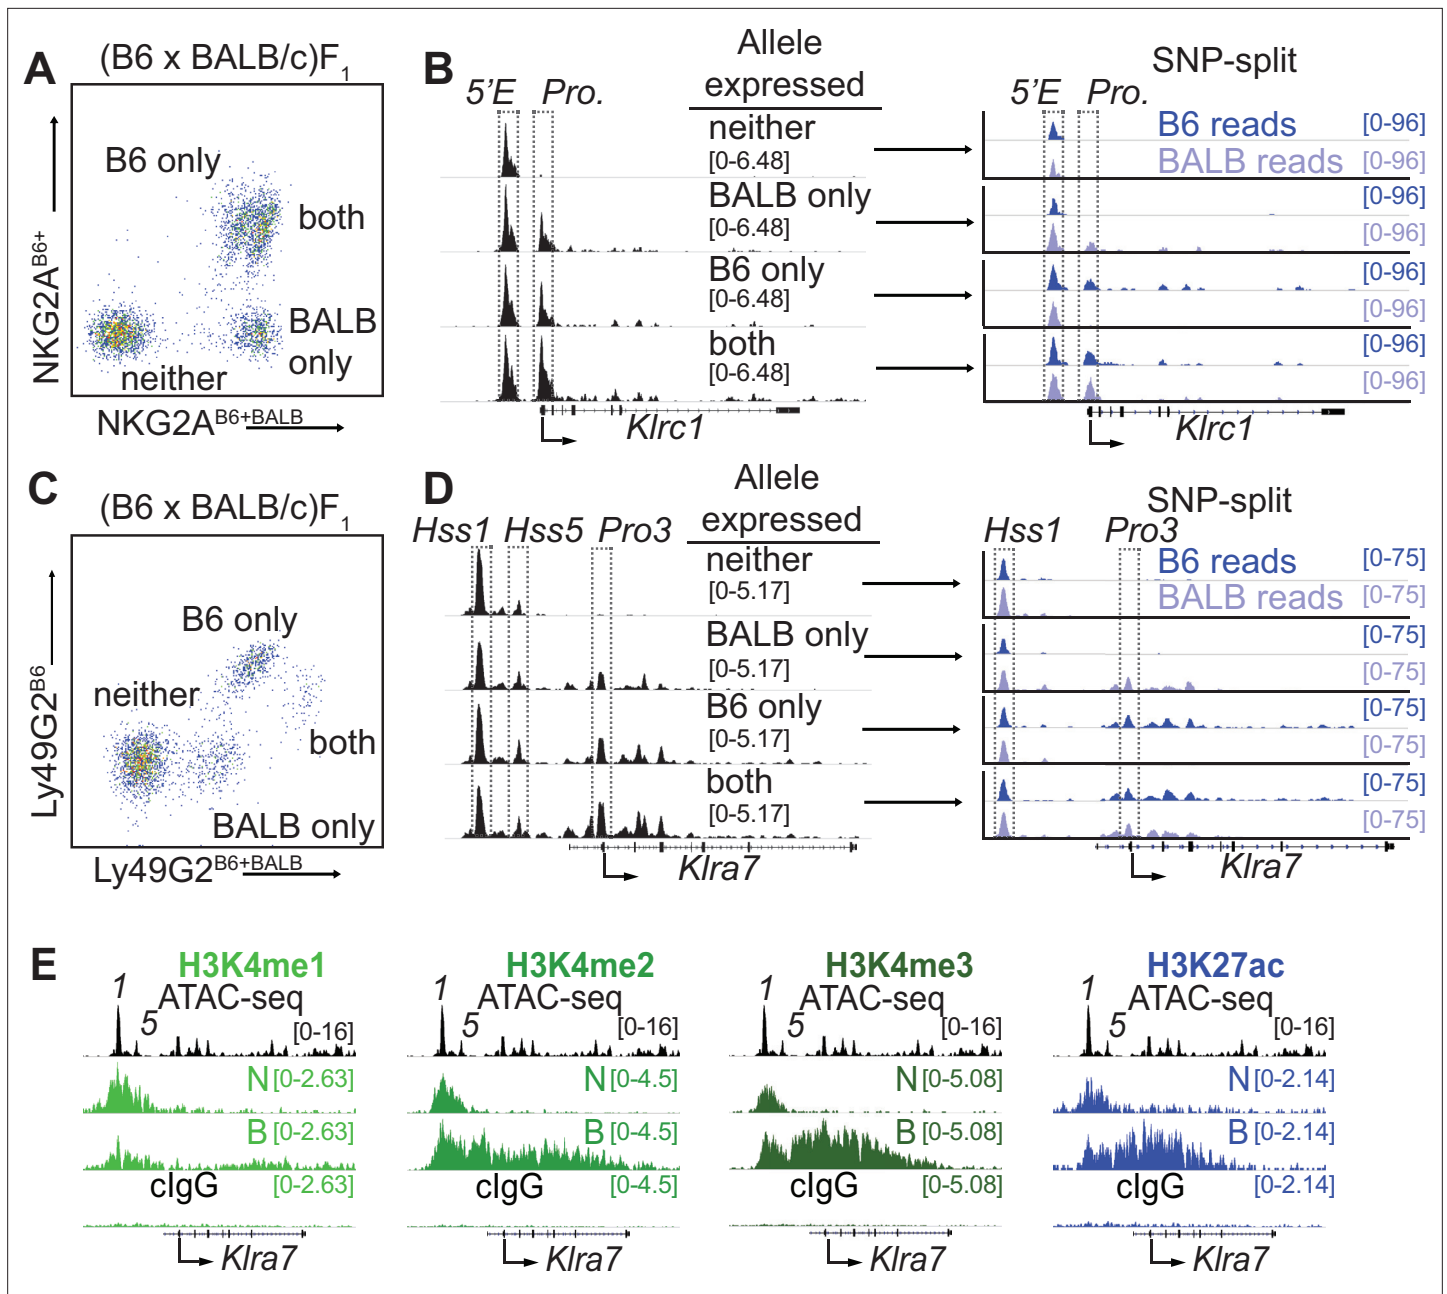 A
(B6 x BALB/c)F1
B6 only
both
BALB
only
neither
NKG2A^B6+
NKG2A^B6+BALB
B
5'E Pro.
Allele
expressed
SNP-split
5'E Pro.
neither
[0-6.48]
BALB only
[0-6.48]
B6 only
[0-6.48]
both
[0-6.48]
B6 reads [0-96]
BALB reads [0-96]
[0-96]
[0-96]
[0-96]
[0-96]
[0-96]
[0-96]
Klrc1
Klrc1
C
(B6 x BALB/c)F1
B6 only
neither
both
BALB only
Ly49G2^B6
Ly49G2^B6+BALB
D
Hss1 Hss5 Pro3
Allele
expressed
SNP-split
Hss1 Pro3
neither
[0-5.17]
BALB only
[0-5.17]
B6 only
[0-5.17]
both
[0-5.17]
B6 reads [0-75]
BALB reads [0-75]
[0-75]
[0-75]
[0-75]
[0-75]
[0-75]
[0-75]
Klra7
Klra7
E
H3K4me1
1 ATAC-seq
5 [0-16]
N [0-2.63]
B [0-2.63]
cIgG [0-2.63]
Klra7
H3K4me2
1 ATAC-seq
5 [0-16]
N [0-4.5]
B [0-4.5]
cIgG [0-4.5]
Klra7
H3K4me3
1 ATAC-seq
5 [0-16]
N [0-5.08]
B [0-5.08]
cIgG [0-5.08]
Klra7
H3K27ac
1 ATAC-seq
5 [0-16]
N [0-2.14]
B [0-2.14]
cIgG [0-2.14]
Klra7